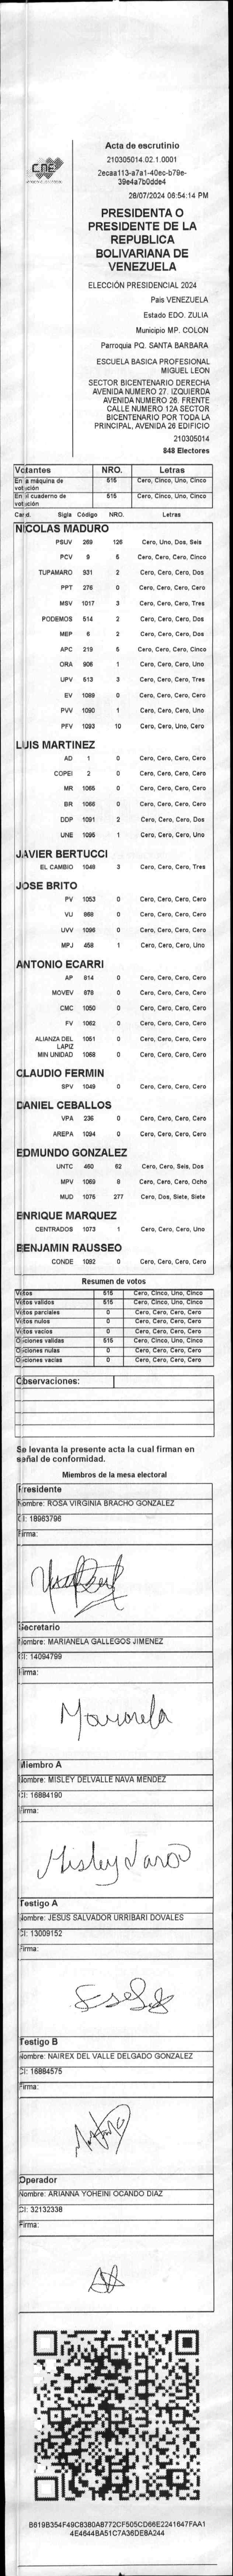 CNE
Acta de escrutinio
210305014.02.1.0001
2ecaa113-a7a1-40ec-b79e-
39e4a7b0dde4
28/07/2024 06:54:14 PM
PRESIDENTA O
PRESIDENTE DE LA
REPUBLICA
BOLIVARIANA DE
VENEZUELA
ELECCIÓN PRESIDENCIAL 2024
País VENEZUELA
Estado EDO. ZULIA
Municipio MP. COLON
Parroquia PQ. SANTA BARBARA
ESCUELA BASICA PROFESIONAL
MIGUEL LEON
SECTOR BICENTENARIO DERECHA
AVENIDA NUMERO 27. IZQUIERDA
AVENIDA NUMERO 26. FRENTE
CALLE NUMERO 12A SECTOR
BICENTENARIO POR TODA LA
PRINCIPAL, AVENIDA 26 EDIFICIO
210305014
848 Electores
Votantes NRO. Letras
En la máquina de
votación 515 Cero, Cinco, Uno, Cinco
En el cuaderno de
votación 515 Cero, Cinco, Uno, Cinco
Cand. Sigla Código NRO. Letras
NICOLAS MADURO
PSUV 269 126 Cero, Uno, Dos, Seis
PCV 9 5 Cero, Cero, Cero, Cinco
TUPAMARO 931 2 Cero, Cero, Cero, Dos
PPT 276 0 Cero, Cero, Cero, Cero
MSV 1017 3 Cero, Cero, Cero, Tres
PODEMOS 514 2 Cero, Cero, Cero, Dos
MEP 6 2 Cero, Cero, Cero, Dos
APC 219 5 Cero, Cero, Cero, Cinco
ORA 906 1 Cero, Cero, Cero, Uno
UPV 513 3 Cero, Cero, Cero, Tres
EV 1089 0 Cero, Cero, Cero, Cero
PVV 1090 1 Cero, Cero, Cero, Uno
PFV 1093 10 Cero, Cero, Uno, Cero
LUIS MARTINEZ
AD 1 0 Cero, Cero, Cero, Cero
COPEI 2 0 Cero, Cero, Cero, Cero
MR 1065 0 Cero, Cero, Cero, Cero
BR 1066 0 Cero, Cero, Cero, Cero
DDP 1091 2 Cero, Cero, Cero, Dos
UNE 1095 1 Cero, Cero, Cero, Uno
JAVIER BERTUCCI
EL CAMBIO 1048 3 Cero, Cero, Cero, Tres
JOSE BRITO
PV 1053 0 Cero, Cero, Cero, Cero
VU 868 0 Cero, Cero, Cero, Cero
UVV 1096 0 Cero, Cero, Cero, Cero
MPJ 458 1 Cero, Cero, Cero, Uno
ANTONIO ECARRI
AP 814 0 Cero, Cero, Cero, Cero
MOVEV 878 0 Cero, Cero, Cero, Cero
CMC 1050 0 Cero, Cero, Cero, Cero
FV 1062 0 Cero, Cero, Cero, Cero
ALIANZA DEL
LAPIZ 1051 0 Cero, Cero, Cero, Cero
MIN UNIDAD 1068 0 Cero, Cero, Cero, Cero
CLAUDIO FERMIN
SPV 1049 0 Cero, Cero, Cero, Cero
DANIEL CEBALLOS
VPA 236 0 Cero, Cero, Cero, Cero
AREPA 1094 0 Cero, Cero, Cero, Cero
EDMUNDO GONZALEZ
UNTC 460 62 Cero, Cero, Seis, Dos
MPV 1069 8 Cero, Cero, Cero, Ocho
MUD 1075 277 Cero, Dos, Siete, Siete
ENRIQUE MARQUEZ
CENTRADOS 1073 1 Cero, Cero, Cero, Uno
BENJAMIN RAUSSEO
CONDE 1092 0 Cero, Cero, Cero, Cero
Resumen de votos
Votos 515 Cero, Cinco, Uno, Cinco
Votos validos 515 Cero, Cinco, Uno, Cinco
Votos parciales 0 Cero, Cero, Cero, Cero
Votos nulos 0 Cero, Cero, Cero, Cero
Votos vacios 0 Cero, Cero, Cero, Cero
Opciones validas 515 Cero, Cinco, Uno, Cinco
Opciones nulas 0 Cero, Cero, Cero, Cero
Opciones vacias 0 Cero, Cero, Cero, Cero
Observaciones:
Se levanta la presente acta la cual firman en
señal de conformidad.
Miembros de la mesa electoral
Presidente
Nombre: ROSA VIRGINIA BRACHO GONZALEZ
CI: 18963796
Firma:
Secretario
Nombre: MARIANELA GALLEGOS JIMENEZ
CI: 14094799
Firma:
Marianela
Miembro A
Nombre: MISLEY DELVALLE NAVA MENDEZ
CI: 16884190
Firma:
Misley Nava
Testigo A
Nombre: JESUS SALVADOR URRIBARI DOVALES
CI: 13009152
Firma:
Testigo B
Nombre: NAIREX DEL VALLE DELGADO GONZALEZ
CI: 16884575
Firma:
Operador
Nombre: ARIANNA YOHEINI OCANDO DIAZ
CI: 32132338
Firma:
B619B354F49C8380A8772CF505CD66E2241647FAA1
4E4644BA51C7A36DE8A244